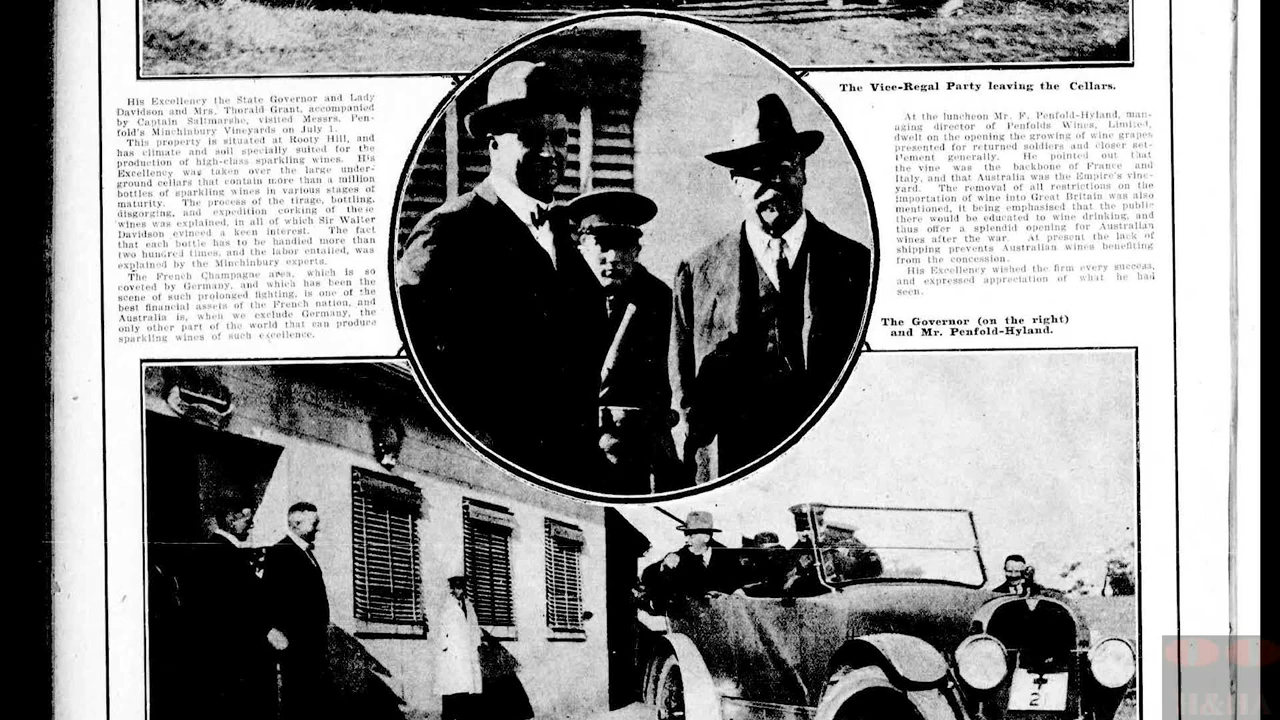 His Excellency the State Governor and Lady
Davidson and Mrs. Thorald Grant, accompanied
by Captain Saltmarshe, visited Messrs. Pen-
fold's Minchinbury Vineyards on July 1.
This property is situated at Rooty Hill, and
has climate and soil specially suited for the
production of high-class sparkling wines. His
Excellency was taken over the large under-
ground cellars that contain more than a million
bottles of sparkling wines in various stages of
maturity. The process of the tirage, bottling,
disgorging, and expedition corking of these
wines was explained, in all of which Sir Walter
Davidson evinced a keen interest. The fact
that each bottle has to be handled more than
two hundred times, and the labor entailed, was
explained by the Minchinbury experts.
The French Champagne area, which is so
coveted by Germany, and which has been the
scene of such prolonged fighting, is one of the
best financial assets of the French nation, and
Australia is, when we exclude Germany, the
only other part of the world that can produce
sparkling wines of such excellence.
The Vice-Regal Party leaving the Cellars.
At the luncheon Mr. F. Penfold-Hyland, man-
aging director of Penfolds Wines, Limited,
dwelt on the opening the growing of wine grapes
presented for returned soldiers and closer set-
tlement generally. He pointed out that
the vine was the backbone of France and
Italy, and that Australia was the Empire's vine-
yard. The removal of all restrictions on the
importation of wine into Great Britain was also
mentioned, it being emphasised that the public
there would be educated to wine drinking, and
thus offer a splendid opening for Australian
wines after the war. At present the lack of
shipping prevents Australian wines benefiting
from the concession.
His Excellency wished the firm every success,
and expressed appreciation of what he had
seen.
The Governor (on the right)
and Mr. Penfold-Hyland.